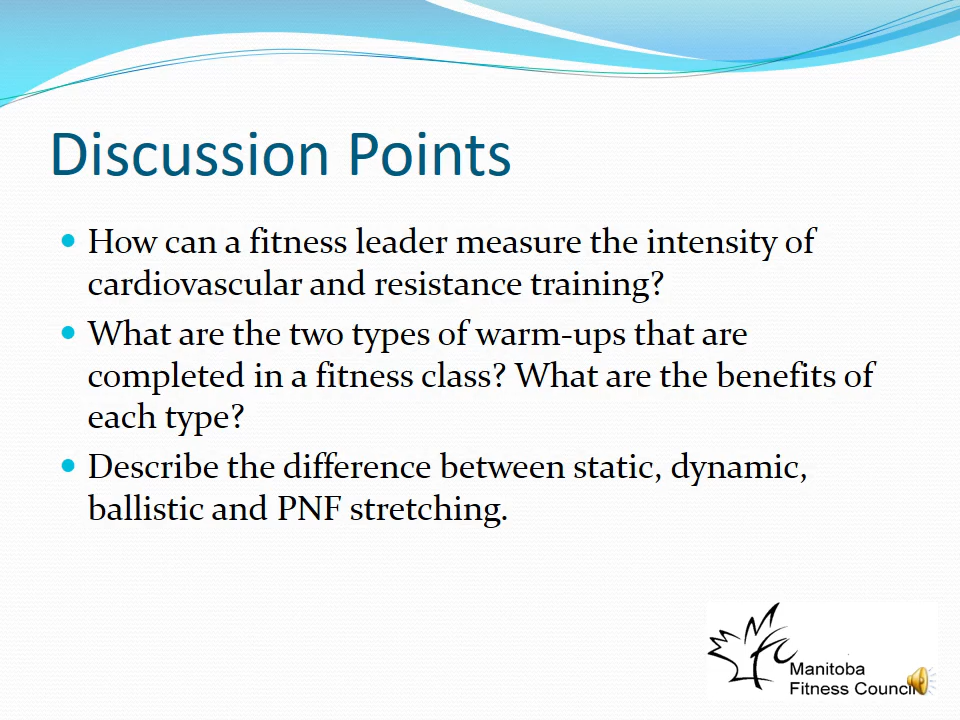 Discussion Points
• How can a fitness leader measure the intensity of
cardiovascular and resistance training?
• What are the two types of warm-ups that are
completed in a fitness class? What are the benefits of
each type?
• Describe the difference between static, dynamic,
ballistic and PNF stretching.
Manitoba
Fitness Council